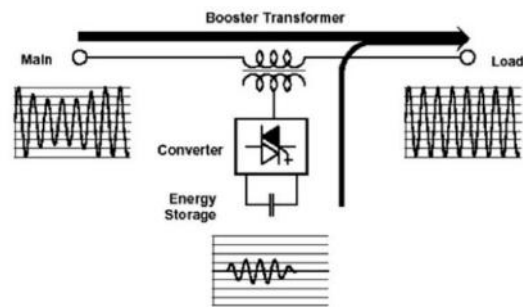 Booster Transformer
Main
Load
Converter
Energy
Storage